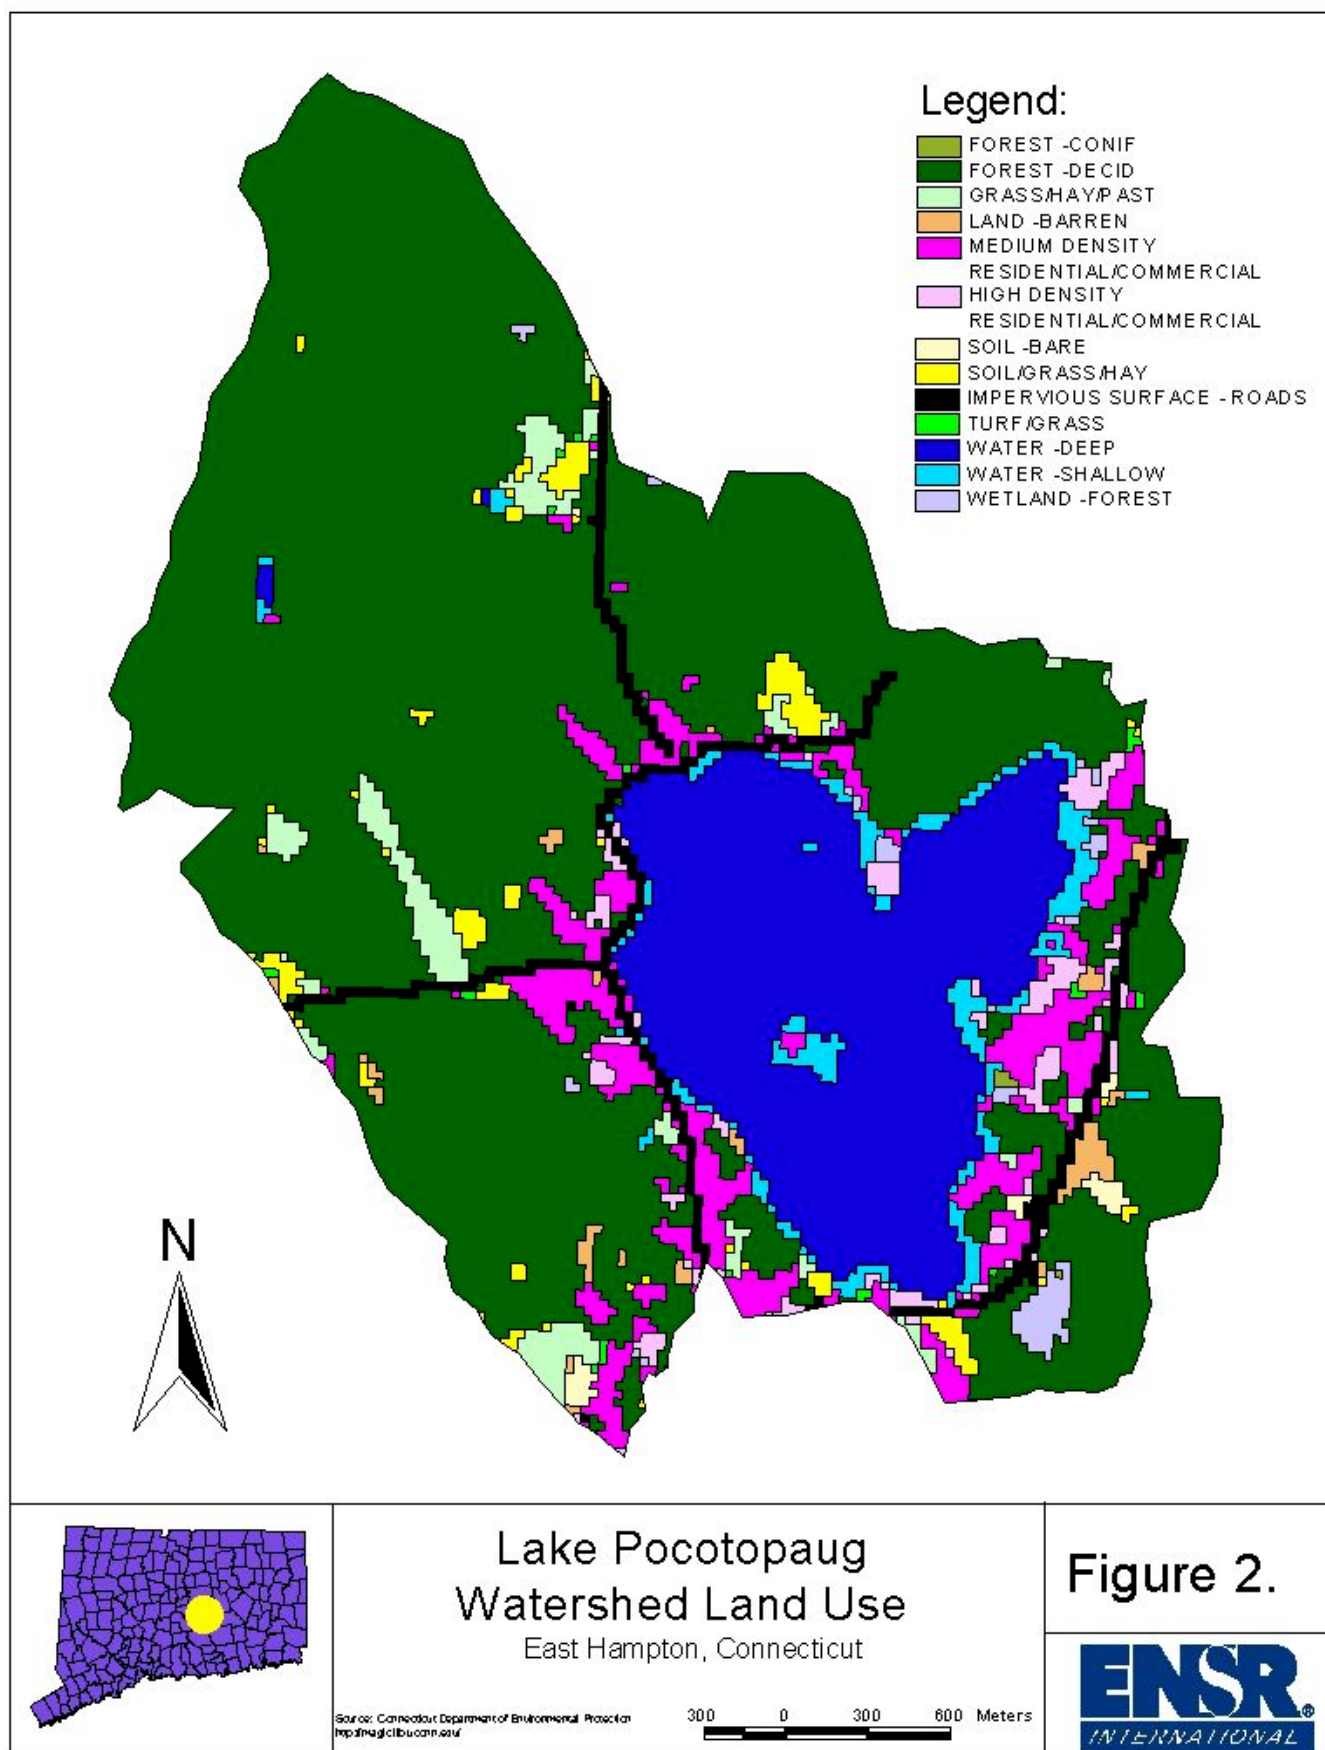 Legend:
FOREST -CONIF
FOREST -DECID
GRASS/HAY/PAST
LAND -BARREN
MEDIUM DENSITY
RESIDENTIAL/COMMERCIAL
HIGH DENSITY
RESIDENTIAL/COMMERCIAL
SOIL -BARE
SOIL/GRASS/HAY
IMPERVIOUS SURFACE - ROADS
TURF/GRASS
WATER -DEEP
WATER -SHALLOW
WETLAND -FOREST
N
Lake Pocotopaug
Watershed Land Use
East Hampton, Connecticut
Source: Connecticut Department of Environmental Protection
300 0 300 600 Meters
Figure 2.
ENSR®
INTERNATIONAL